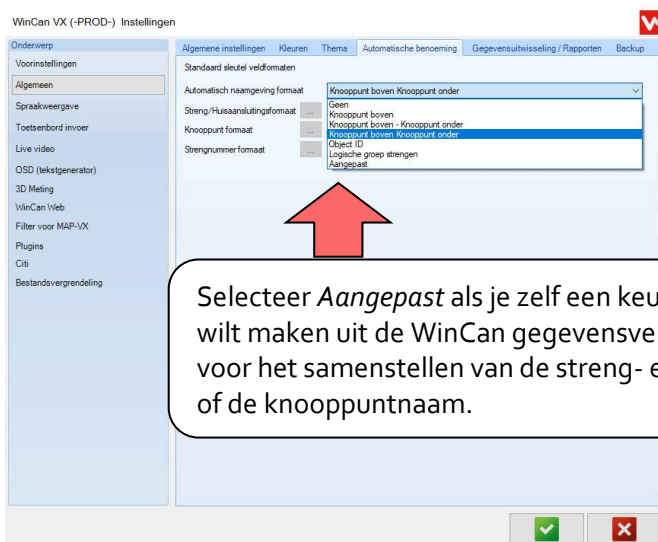 WinCan VX (-PROD-) Instellingen
Onderwerp
Voorinstellingen
Algemeen
Spraakweergave
Toetsenbord invoer
Live video
OSD (tekstgenerator)
3D Meting
WinCan Web
Filter voor MAP-VX
Plugins
Citi
Bestandsvergrendeling
Algemene instellingen Kleuren Thema Automatische benoeming Gegevensuitwisseling / Rapporten Backup
Standaard sleutel veldformaten
Automatisch naamgeving formaat Knooppunt boven Knooppunt onder
Streng/Huisaansluitingsformaat ...
Knooppunt formaat ...
Strengnummer formaat ...
Geen
Knooppunt boven
Knooppunt boven - Knooppunt onder
Knooppunt boven Knooppunt onder
Object ID
Logische groep strengen
Aangepast
Selecteer Aangepast als je zelf een keu
wilt maken uit de WinCan gegevensve
voor het samenstellen van de streng- e
of de knooppuntnaam.